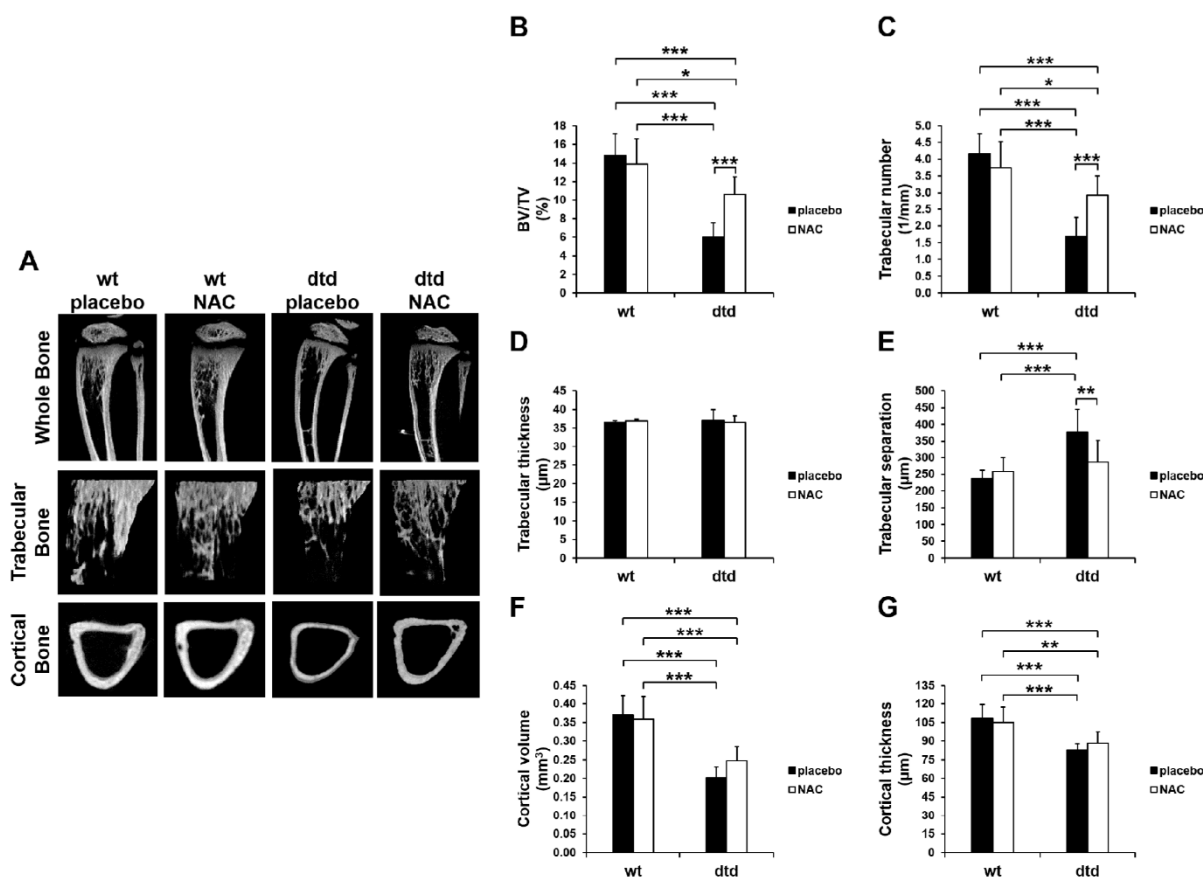 A
wt
placebo
wt
NAC
dtd
placebo
dtd
NAC
Whole Bone
Trabecular
Bone
Cortical
Bone
B
***
*
***
***
***
18
16
14
12
10
8
6
4
2
0
BV/TV
(%)
wt
dtd
placebo
NAC
C
***
*
***
***
***
5.0
4.5
4.0
3.5
3.0
2.5
2.0
1.5
1.0
0.5
0.0
Trabecular number
(1/mm)
wt
dtd
placebo
NAC
D
45
40
35
30
25
20
15
10
5
0
Trabecular thickness
(µm)
wt
dtd
placebo
NAC
E
***
***
**
500
450
400
350
300
250
200
150
100
50
0
Trabecular separation
(µm)
wt
dtd
placebo
NAC
F
***
***
***
***
0.45
0.40
0.35
0.30
0.25
0.20
0.15
0.10
0.05
0.00
Cortical volume
(mm³)
wt
dtd
placebo
NAC
G
***
**
***
***
135
120
105
90
75
60
45
30
15
0
Cortical thickness
(µm)
wt
dtd
placebo
NAC